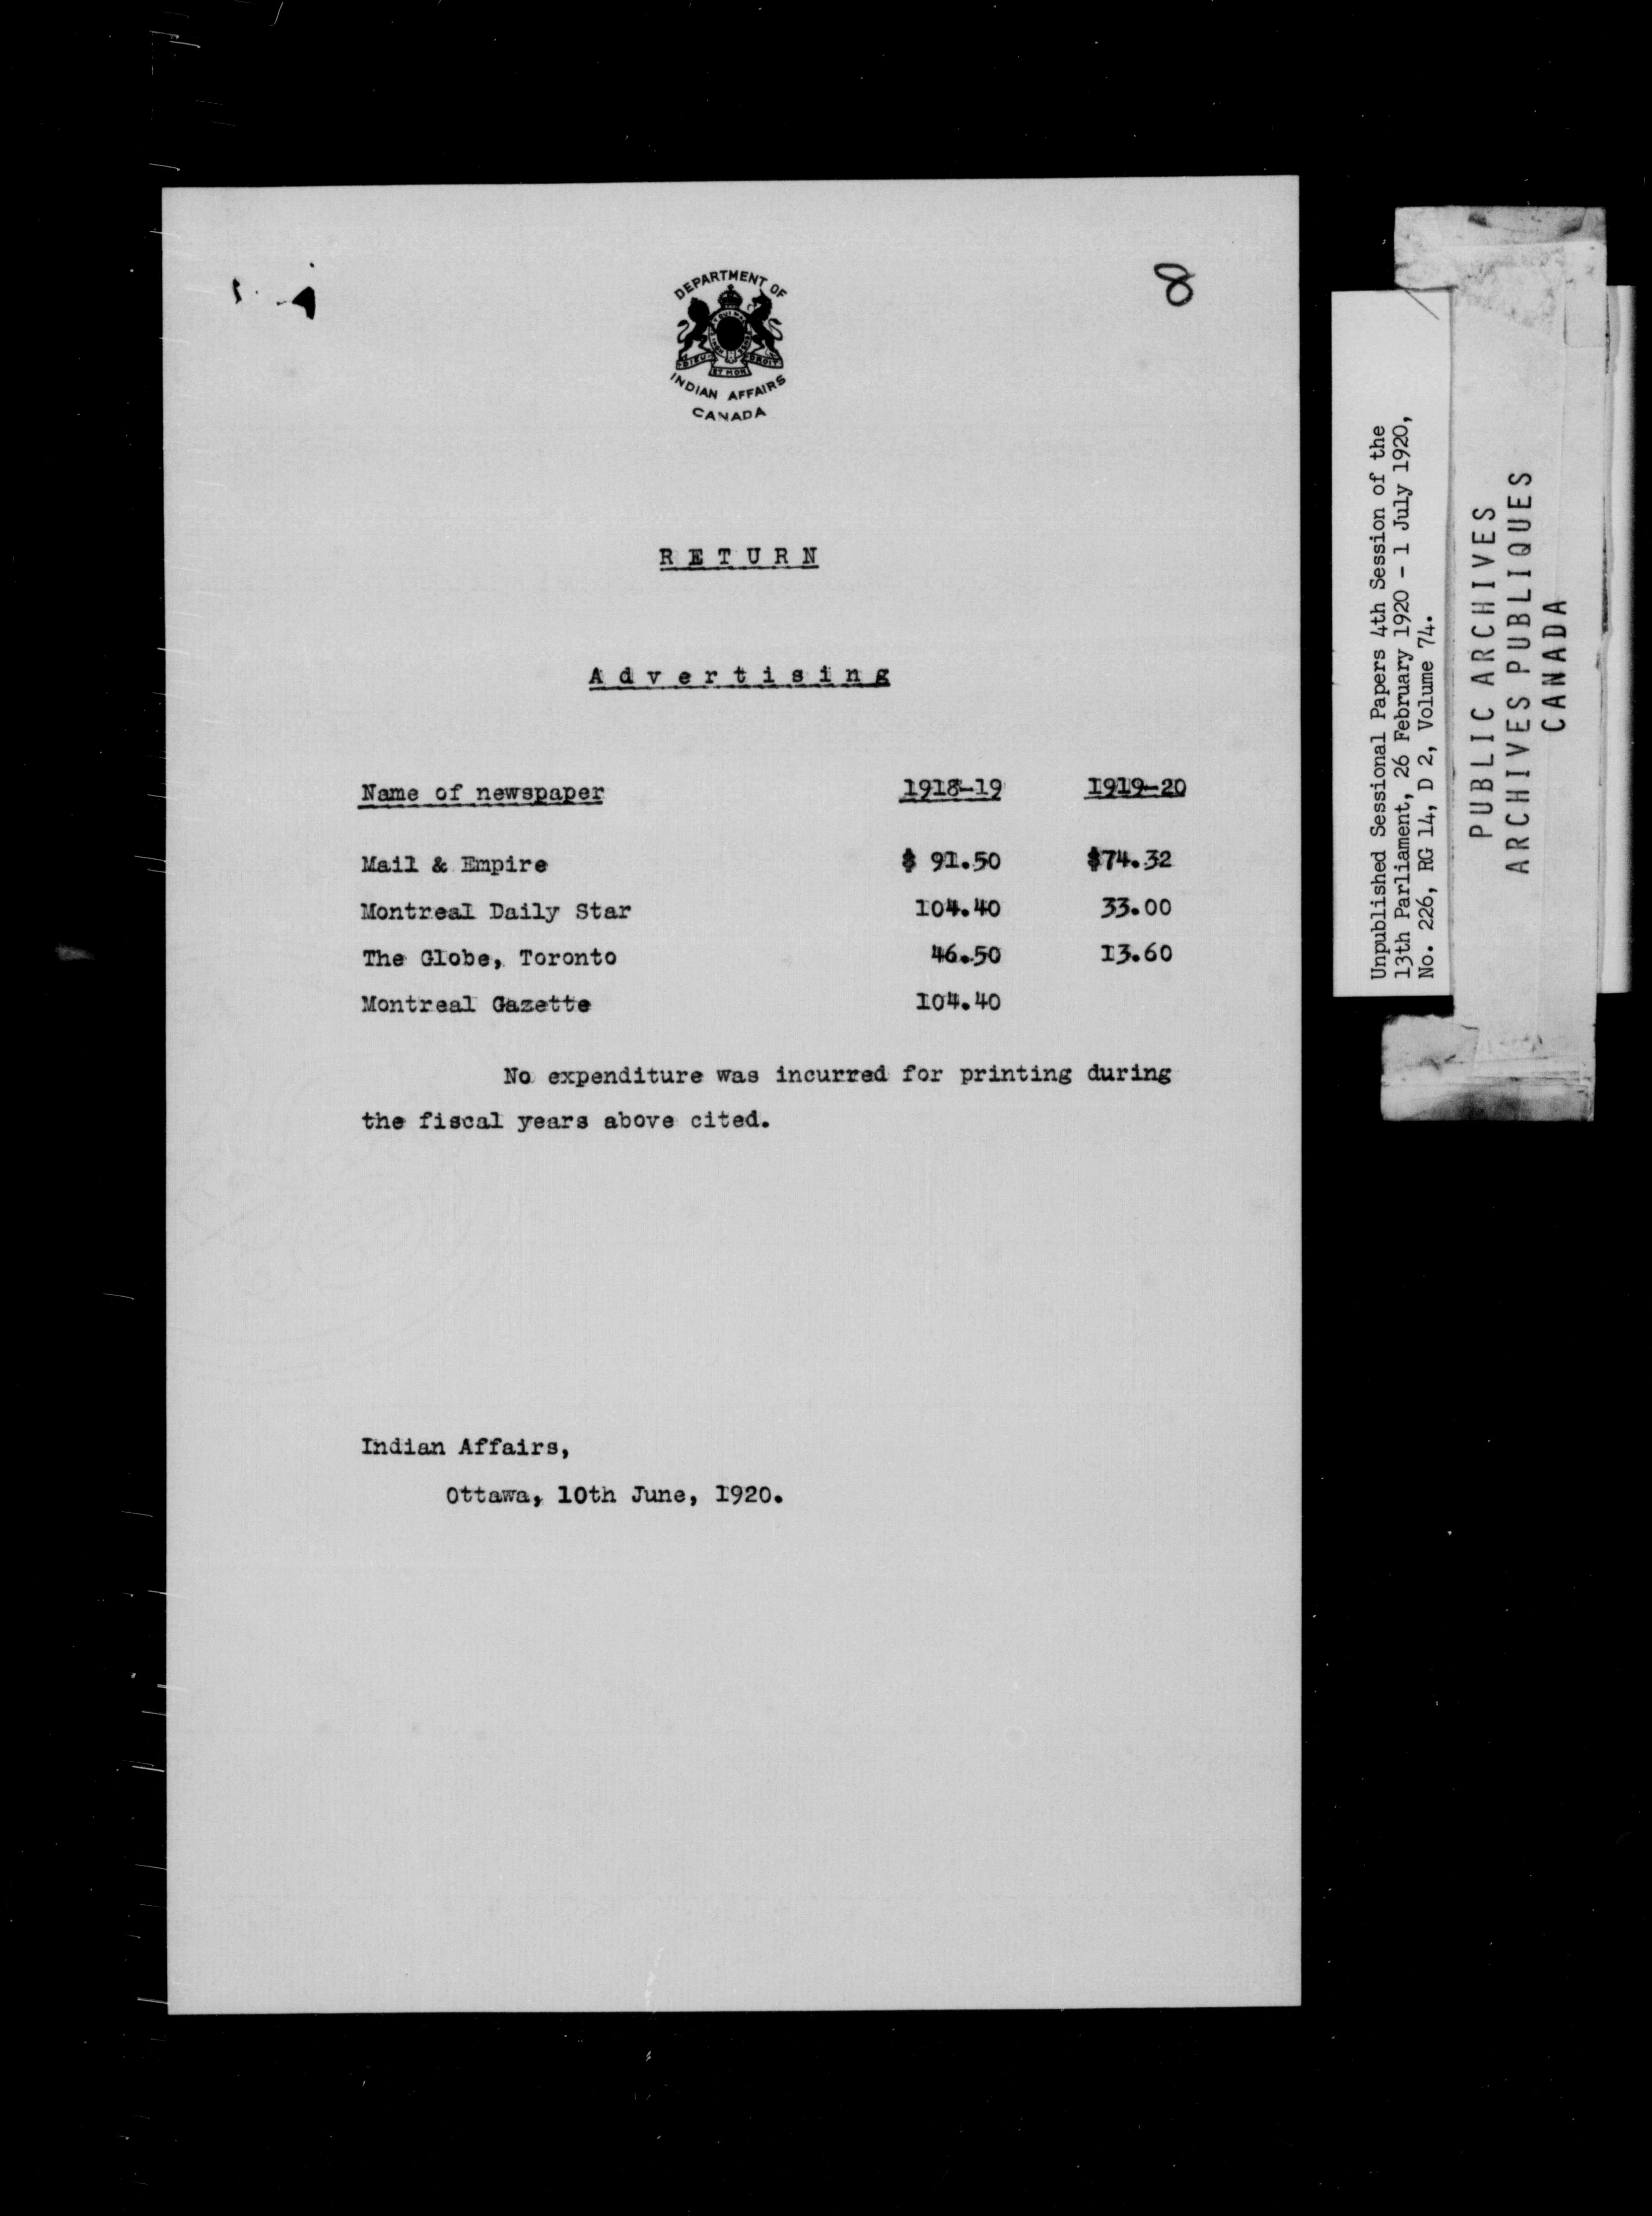 DEPARTMENT OF
DIEU ET MON DROIT
INDIAN AFFAIRS
CANADA
8
RETURN
Advertising
Name of newspaper 1918-19 1919-20
Mail & Empire $ 91.50 $74.32
Montreal Daily Star 104.40 33.00
The Globe, Toronto 46.50 13.60
Montreal Gazette 104.40
No expenditure was incurred for printing during
the fiscal years above cited.
Indian Affairs,
Ottawa, 10th June, 1920.
Unpublished Sessional Papers 4th Session of the
13th Parliament, 26 February 1920 - 1 July 1920,
No. 226, RG 14, D 2, Volume 74.
PUBLIC ARCHIVES
ARCHIVES PUBLIQUES
CANADA